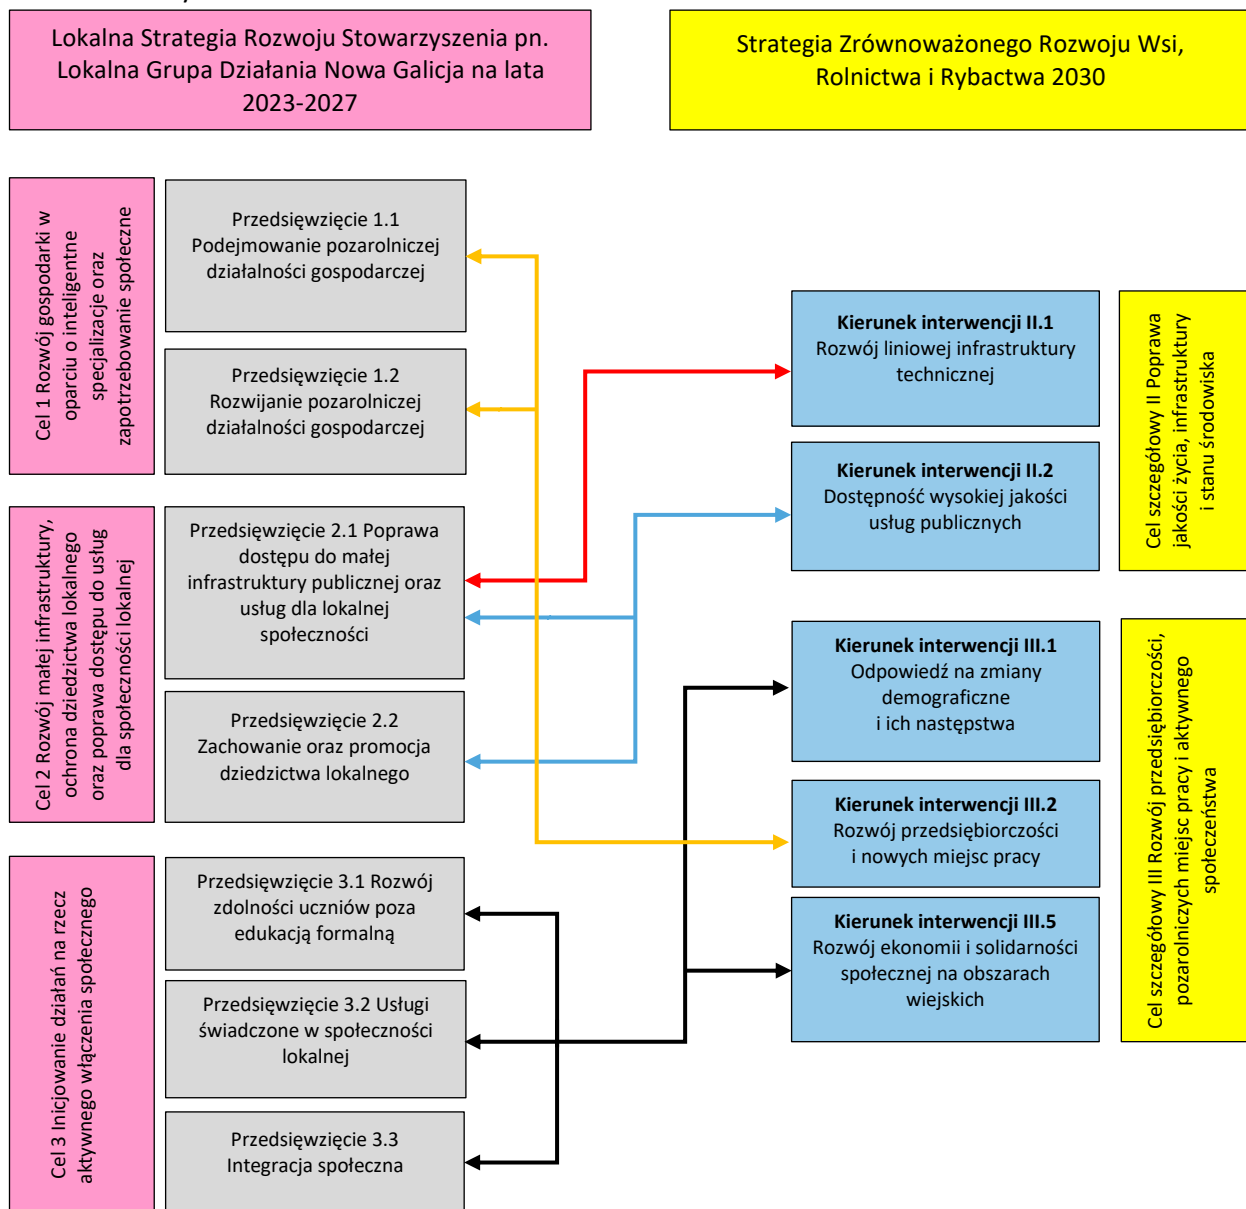 Lokalna Strategia Rozwoju Stowarzyszenia pn.
Lokalna Grupa Działania Nowa Galicja na lata
2023-2027
Strategia Zrównoważonego Rozwoju Wsi,
Rolnictwa i Rybactwa 2030
Cel 1 Rozwój gospodarki w
oparciu o inteligentne
specjalizacje oraz
zapotrzebowanie społeczne
Przedsięwzięcie 1.1
Podejmowanie pozarolniczej
działalności gospodarczej
Przedsięwzięcie 1.2
Rozwijanie pozarolniczej
działalności gospodarczej
Cel 2 Rozwój małej infrastruktury,
ochrona dziedzictwa lokalnego
oraz poprawa dostępu do usług
dla społeczności lokalnej
Przedsięwzięcie 2.1 Poprawa
dostępu do małej
infrastruktury publicznej oraz
usług dla lokalnej
społeczności
Przedsięwzięcie 2.2
Zachowanie oraz promocja
dziedzictwa lokalnego
Cel 3 Inicjowanie działań na rzecz
aktywnego włączenia społecznego
Przedsięwzięcie 3.1 Rozwój
zdolności uczniów poza
edukacją formalną
Przedsięwzięcie 3.2 Usługi
świadczone w społeczności
lokalnej
Przedsięwzięcie 3.3
Integracja społeczna
Kierunek interwencji II.1
Rozwój liniowej infrastruktury
technicznej
Kierunek interwencji II.2
Dostępność wysokiej jakości
usług publicznych
Cel szczegółowy II Poprawa
jakości życia, infrastruktury
i stanu środowiska
Kierunek interwencji III.1
Odpowiedź na zmiany
demograficzne
i ich następstwa
Kierunek interwencji III.2
Rozwój przedsiębiorczości
i nowych miejsc pracy
Kierunek interwencji III.5
Rozwój ekonomii i solidarności
społecznej na obszarach
wiejskich
Cel szczegółowy III Rozwój przedsiębiorczości,
pozarolniczych miejsc pracy i aktywnego
społeczeństwa